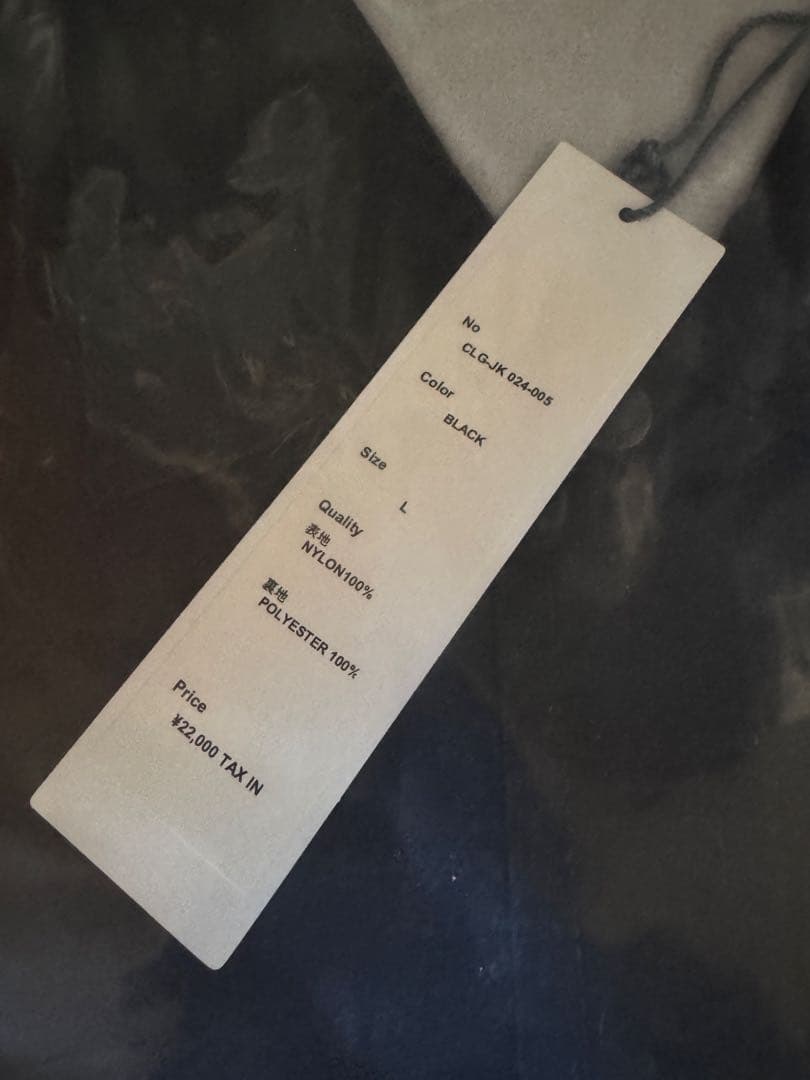 No
CLG-JK 024-005
Color
BLACK
Size
L
Quality
表地
NYLON100%
裏地
POLYESTER 100%
Price
¥22,000 TAX IN